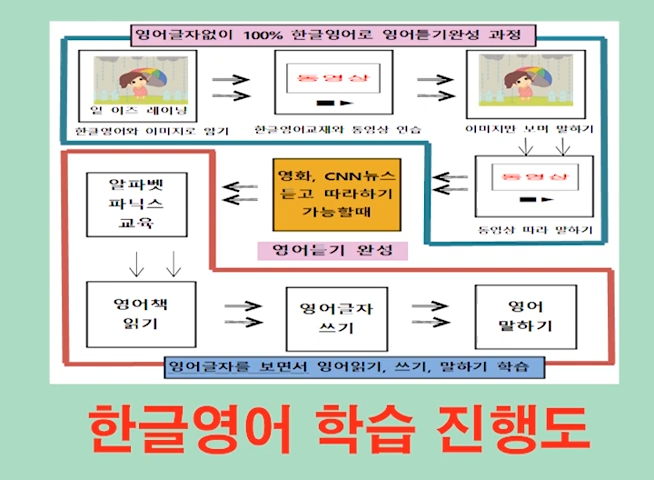 영어글자없이 100% 한글영어로 영어듣기완성 과정
일 이즈 레이닝
한글영어와 이미지로 읽기
동영상
한글영어교재와 동영상 연습
이미지만 보며 말하기
동영상
동영상 따라 말하기
영화, CNN뉴스
듣고 따라하기
가능할때
영어듣기 완성
알파벳
파닉스
교육
영어책
읽기
영어글자
쓰기
영어
말하기
영어글자를 보면서 영어읽기, 쓰기, 말하기 학습
한글영어 학습 진행도